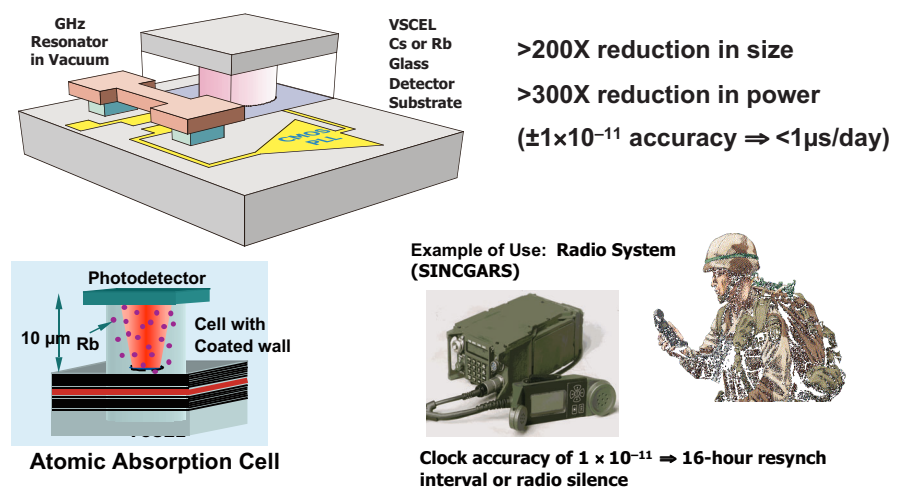 GHz
Resonator
in Vacuum
VSCEL
Cs or Rb
Glass
Detector
Substrate
CMOS
PLL
>200X reduction in size
>300X reduction in power
(±1×10⁻¹¹ accuracy ⇒ <1µs/day)
Photodetector
10 µm
Rb
Cell with
Coated wall
Atomic Absorption Cell
Example of Use: Radio System
(SINCGARS)
Clock accuracy of 1 × 10⁻¹¹ ⇒ 16-hour resynch
interval or radio silence